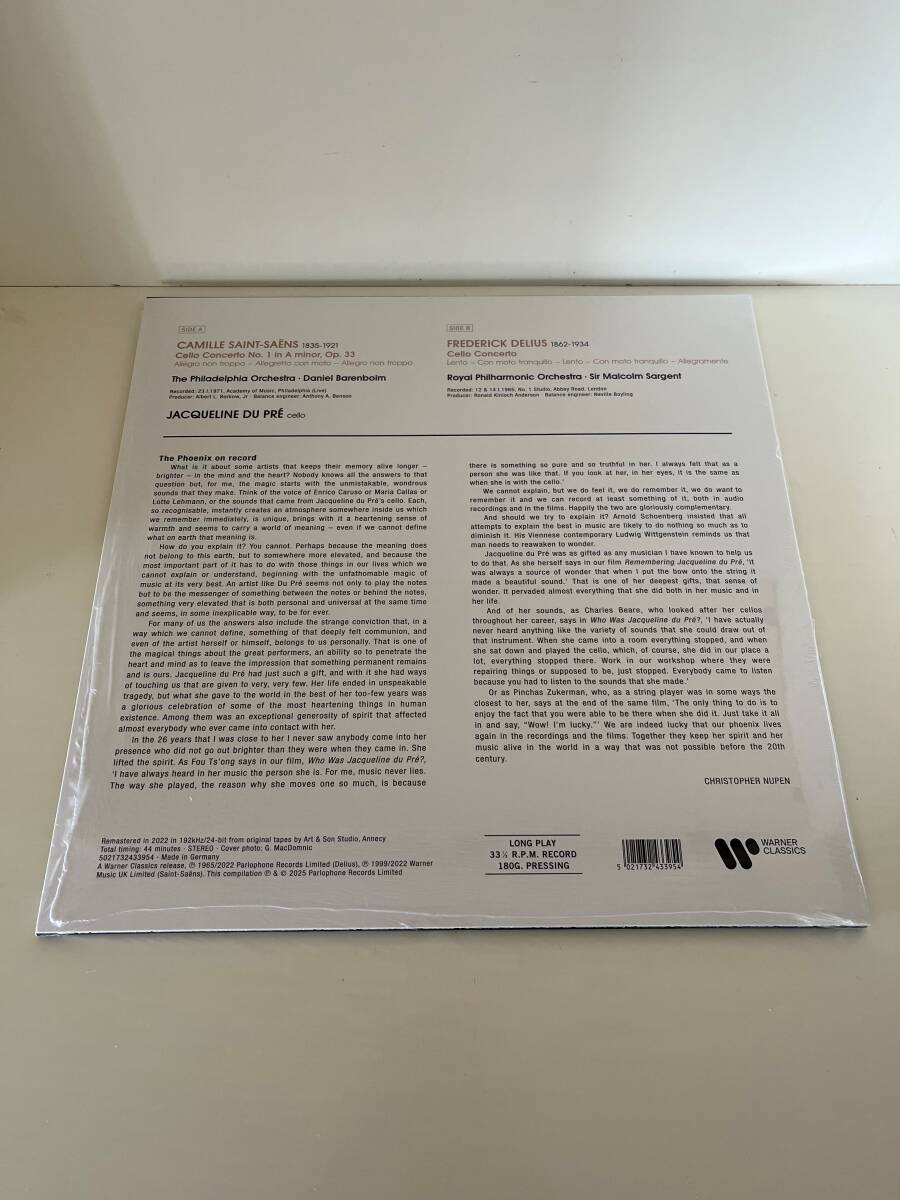 SIDE A
CAMILLE SAINT-SAËNS 1835-1921
Cello Concerto No. 1 in A minor, Op. 33
Allegro non troppo – Allegretto con moto – Allegro non troppo
The Philadelphia Orchestra · Daniel Barenboim
Recorded: 23.I.1971, Academy of Music, Philadelphia (Live)
Producer: Albert L. Borkow, Jr · Balance engineer: Anthony A. Benson
JACQUELINE DU PRÉ cello
SIDE B
FREDERICK DELIUS 1862-1934
Cello Concerto
Lento – Con moto tranquillo – Lento – Con moto tranquillo – Allegramente
Royal Philharmonic Orchestra · Sir Malcolm Sargent
Recorded: 12 & 14.I.1965, No. 1 Studio, Abbey Road, London
Producer: Ronald Kinloch Anderson · Balance engineer: Neville Boyling
The Phoenix on record
What is it about some artists that keeps their memory alive longer –
brighter – in the mind and the heart? Nobody knows all the answers to that
question but, for me, the magic starts with the unmistakable, wondrous
sounds that they make. Think of the voice of Enrico Caruso or Maria Callas or
Lotte Lehmann, or the sounds that came from Jacqueline du Pré's cello. Each,
so recognisable, instantly creates an atmosphere somewhere inside us which
we remember immediately, is unique, brings with it a heartening sense of
warmth and seems to carry a world of meaning – even if we cannot define
what on earth that meaning is.
How do you explain it? You cannot. Perhaps because the meaning does
not belong to this earth, but to somewhere more elevated, and because the
most important part of it has to do with those things in our lives which we
cannot explain or understand, beginning with the unfathomable magic of
music at its very best. An artist like Du Pré seems not only to play the notes
but to be the messenger of something between the notes or behind the notes,
something very elevated that is both personal and universal at the same time
and seems, in some inexplicable way, to be for ever.
For many of us the answers also include the strange conviction that, in a
way which we cannot define, something of that deeply felt communion, and
even of the artist herself or himself, belongs to us personally. That is one of
the magical things about the great performers, an ability so to penetrate the
heart and mind as to leave the impression that something permanent remains
and is ours. Jacqueline du Pré had just such a gift, and with it she had ways
of touching us that are given to very, very few. Her life ended in unspeakable
tragedy, but what she gave to the world in the best of her too-few years was
a glorious celebration of some of the most heartening things in human
existence. Among them was an exceptional generosity of spirit that affected
almost everybody who ever came into contact with her.
In the 26 years that I was close to her I never saw anybody come into her
presence who did not go out brighter than they were when they came in. She
lifted the spirit. As Fou Ts'ong says in our film, Who Was Jacqueline du Pré?,
'I have always heard in her music the person she is. For me, music never lies.
The way she played, the reason why she moves one so much, is because
there is something so pure and so truthful in her. I always felt that as a
person she was like that. If you look at her, in her eyes, it is the same as
when she is with the cello.'
We cannot explain, but we do feel it, we do remember it, we do want to
remember it and we can record at least something of it, both in audio
recordings and in the films. Happily the two are gloriously complementary.
And should we try to explain it? Arnold Schoenberg insisted that all
attempts to explain the best in music are likely to do nothing so much as to
diminish it. His Viennese contemporary Ludwig Wittgenstein reminds us that
man needs to reawaken to wonder.
Jacqueline du Pré was as gifted as any musician I have known to help us
to do that. As she herself says in our film Remembering Jacqueline du Pré, 'It
was always a source of wonder that when I put the bow onto the string it
made a beautiful sound.' That is one of her deepest gifts, that sense of
wonder. It pervaded almost everything that she did both in her music and in
her life.
And of her sounds, as Charles Beare, who looked after her cellos
throughout her career, says in Who Was Jacqueline du Pré?, 'I have actually
never heard anything like the variety of sounds that she could draw out of
that instrument. When she came into a room everything stopped, and when
she sat down and played the cello, which, of course, she did in our place a
lot, everything stopped there. Work in our workshop where they were
repairing things or supposed to be, just stopped. Everybody came to listen
because you had to listen to the sounds that she made.'
Or as Pinchas Zukerman, who, as a string player was in some ways the
closest to her, says at the end of the same film, 'The only thing to do is to
enjoy the fact that you were able to be there when she did it. Just take it all
in and say, "Wow! I'm lucky."' We are indeed lucky that our phoenix lives
again in the recordings and the films. Together they keep her spirit and her
music alive in the world in a way that was not possible before the 20th
century.
CHRISTOPHER NUPEN
Remastered in 2022 in 192kHz/24-bit from original tapes by Art & Son Studio, Annecy
Total timing: 44 minutes · STEREO · Cover photo: G. MacDomnic
5021732433954 · Made in Germany
A Warner Classics release, ℗ 1965/2022 Parlophone Records Limited (Delius), ℗ 1999/2022 Warner
Music UK Limited (Saint-Saëns). This compilation ℗ & © 2025 Parlophone Records Limited
LONG PLAY
33 ⅓ R.P.M. RECORD
180G. PRESSING
5 021732 433954
WARNER
CLASSICS